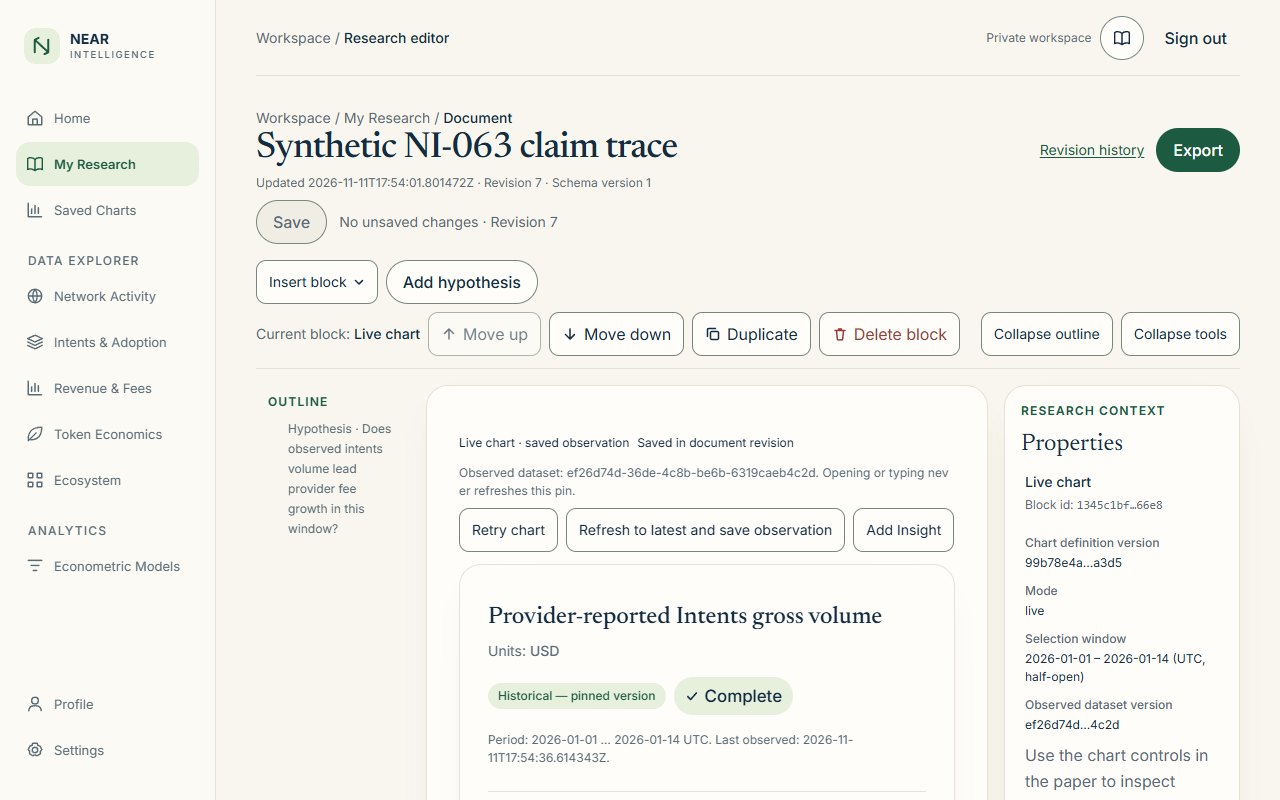 NEAR
INTELLIGENCE
Home
My Research
Saved Charts
DATA EXPLORER
Network Activity
Intents & Adoption
Revenue & Fees
Token Economics
Ecosystem
ANALYTICS
Econometric Models
Profile
Settings
Workspace / Research editor
Private workspace
Sign out
Workspace / My Research / Document
Synthetic NI-063 claim trace
Updated 2026-11-11T17:54:01.801472Z · Revision 7 · Schema version 1
Revision history
Export
Save
No unsaved changes · Revision 7
Insert block
Add hypothesis
Current block: Live chart
Move up
Move down
Duplicate
Delete block
Collapse outline
Collapse tools
OUTLINE
Hypothesis · Does
observed intents
volume lead
provider fee
growth in this
window?
Live chart · saved observation Saved in document revision
Observed dataset: ef26d74d-36de-4c8b-be6b-6319caeb4c2d. Opening or typing nev
er refreshes this pin.
Retry chart
Refresh to latest and save observation
Add Insight
Provider-reported Intents gross volume
Units: USD
Historical — pinned version
Complete
Period: 2026-01-01 … 2026-01-14 UTC. Last observed: 2026-11-
11T17:54:36.614343Z.
RESEARCH CONTEXT
Properties
Live chart
Block id: 1345c1bf…66e8
Chart definition version
99b78e4a…a3d5
Mode
live
Selection window
2026-01-01 – 2026-01-14 (UTC,
half-open)
Observed dataset version
ef26d74d…4c2d
Use the chart controls in
the paper to inspect